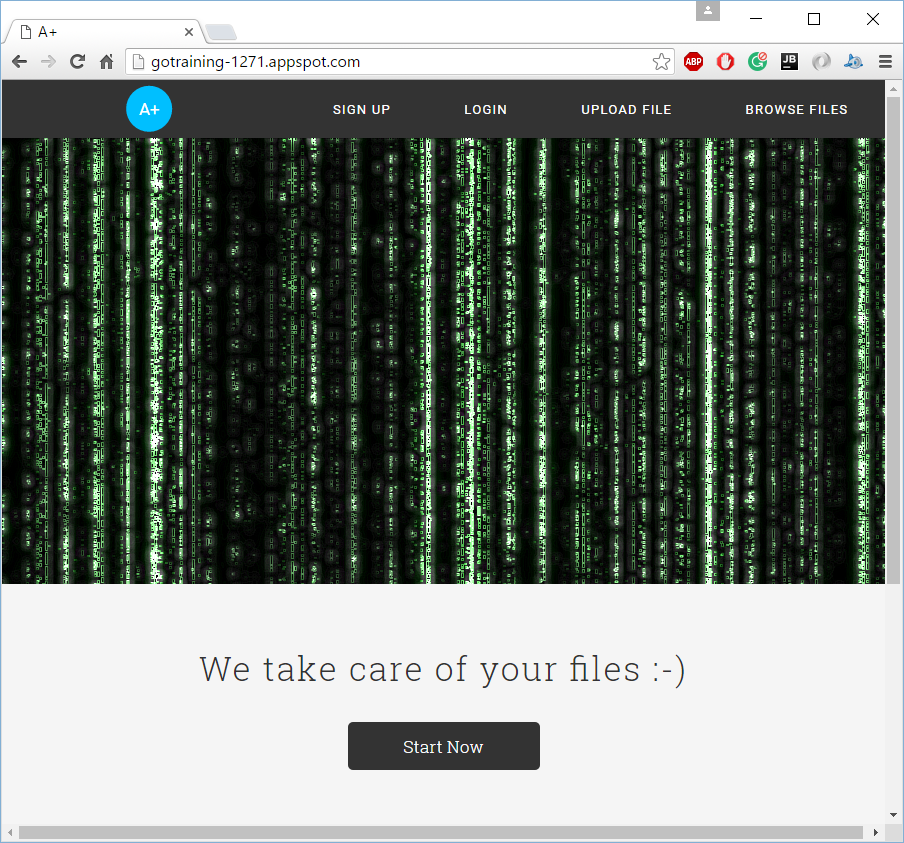 A+
gotraining-1271.appspot.com
ABP
JB
A+
SIGN UP LOGIN UPLOAD FILE BROWSE FILES
We take care of your files :-)
Start Now